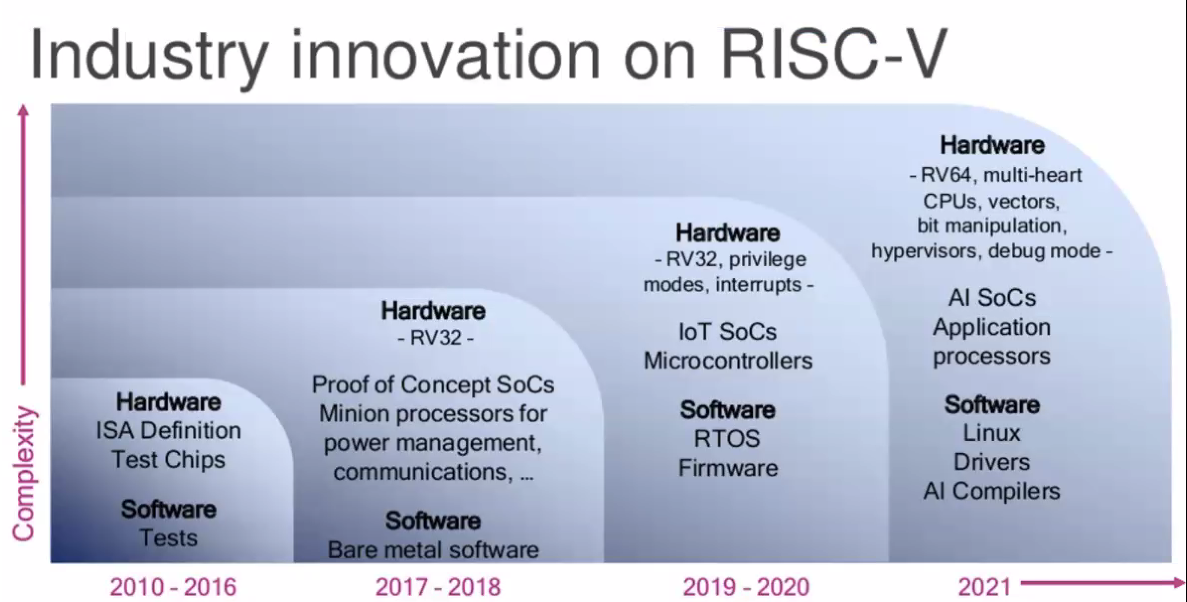 Industry innovation on RISC-V
Complexity
Hardware
ISA Definition
Test Chips
Software
Tests
2010 - 2016
Hardware
- RV32 -
Proof of Concept SoCs
Minion processors for
power management,
communications, ...
Software
Bare metal software
2017 - 2018
Hardware
- RV32, privilege
modes, interrupts -
IoT SoCs
Microcontrollers
Software
RTOS
Firmware
2019 - 2020
Hardware
- RV64, multi-heart
CPUs, vectors,
bit manipulation,
hypervisors, debug mode -
AI SoCs
Application
processors
Software
Linux
Drivers
AI Compilers
2021